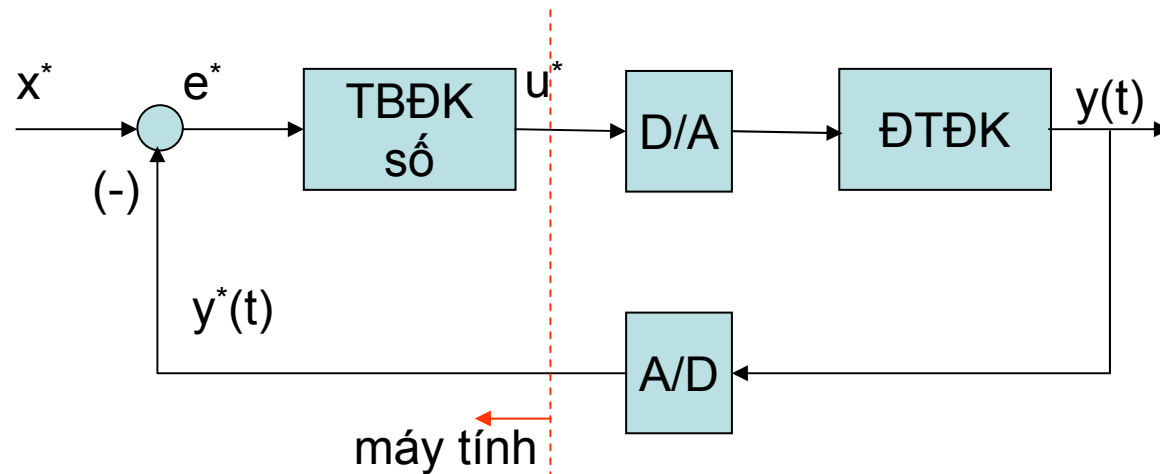 x*
e*
TBĐK
số
u*
D/A
ĐTĐK
y(t)
(-)
y*(t)
A/D
máy tính